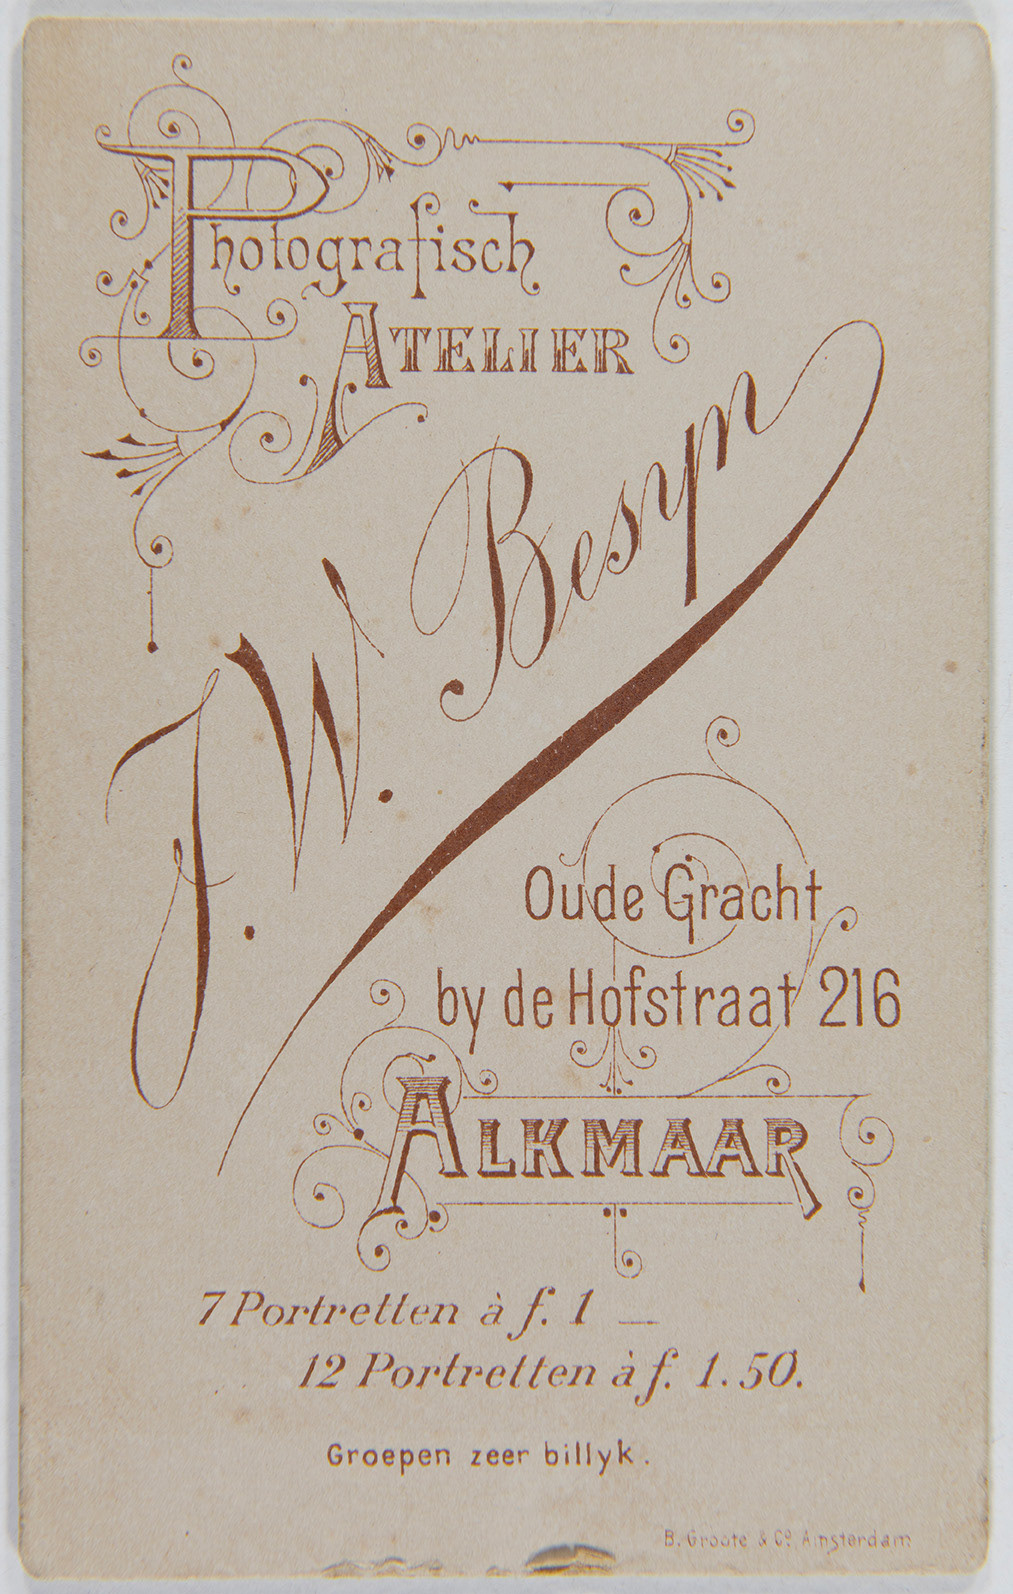 Photografisch
ATELIER
J. W. Besyn
Oude Gracht
by de Hofstraat 216
ALKMAAR
7 Portretten à f. 1 —
12 Portretten à f. 1.50.
Groepen zeer billyk.
B. Groote & Co. Amsterdam